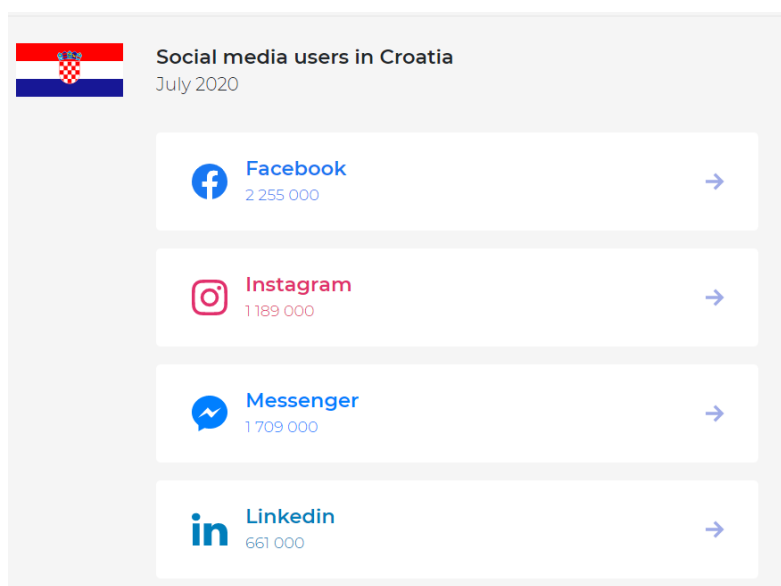 Social media users in Croatia
July 2020
Facebook
2 255 000
Instagram
1 189 000
Messenger
1 709 000
in
Linkedin
661 000